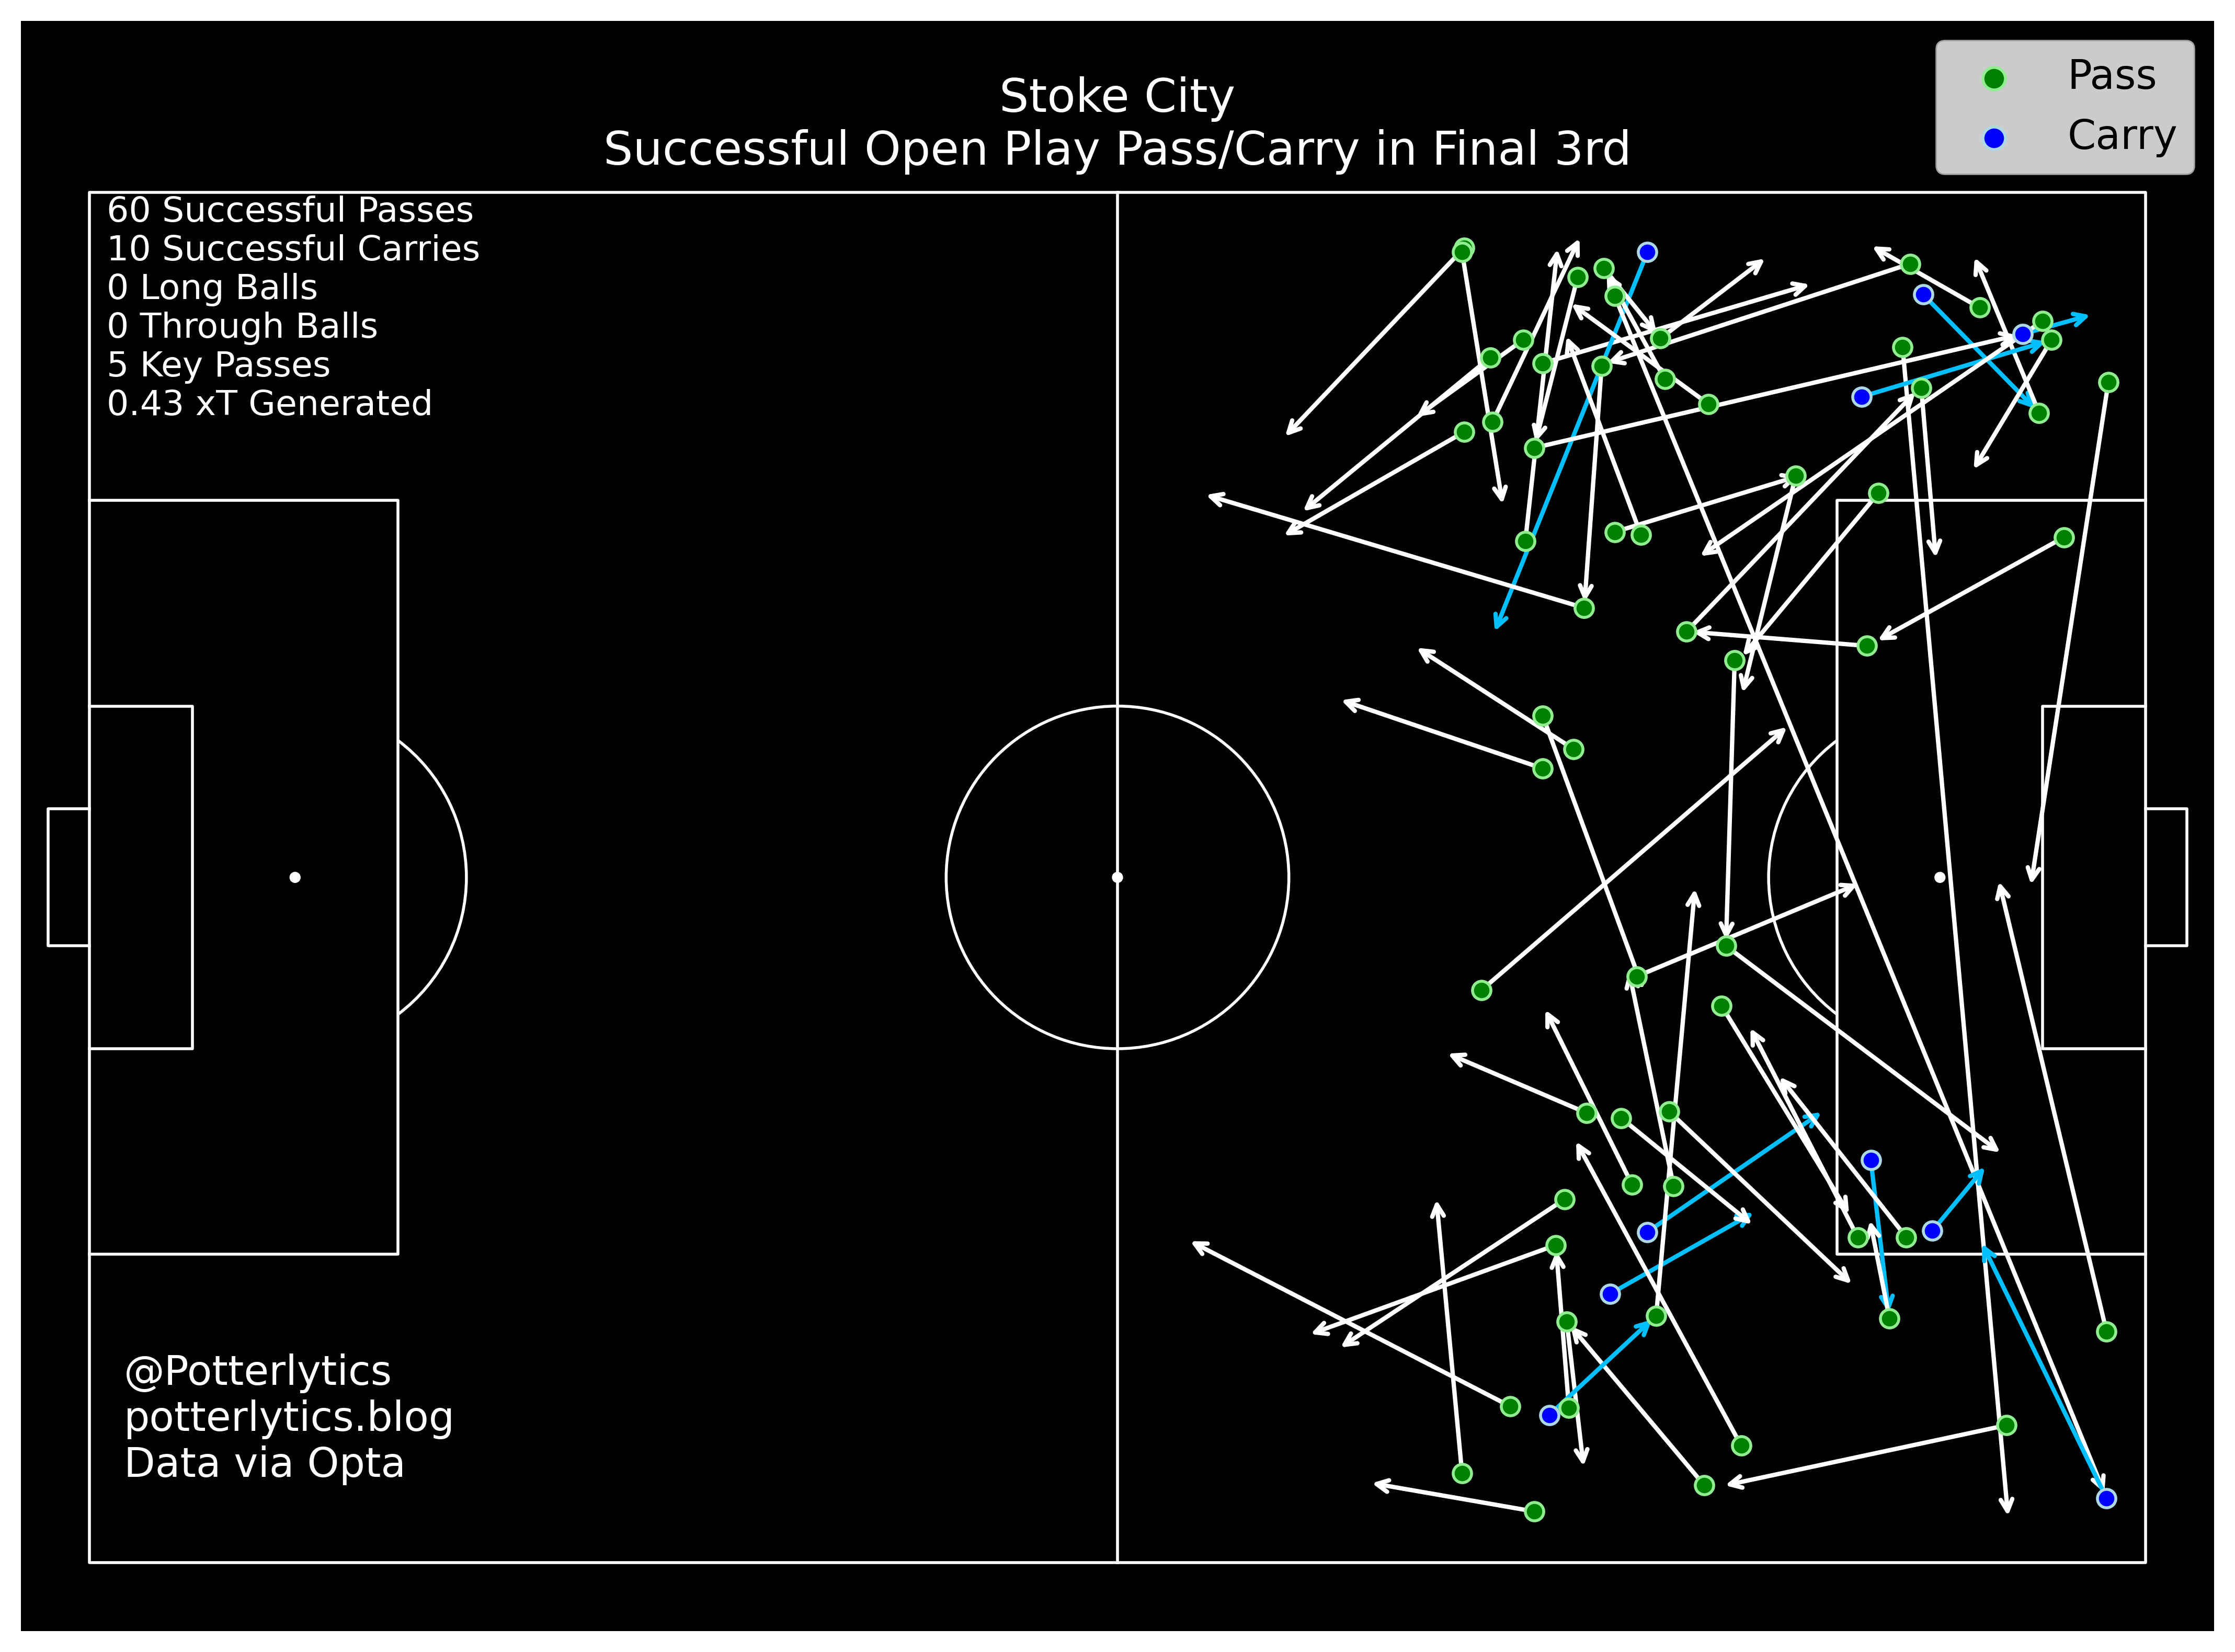 Stoke City
Successful Open Play Pass/Carry in Final 3rd
Pass
Carry
60 Successful Passes
10 Successful Carries
0 Long Balls
0 Through Balls
5 Key Passes
0.43 xT Generated
@Potterlytics
potterlytics.blog
Data via Opta